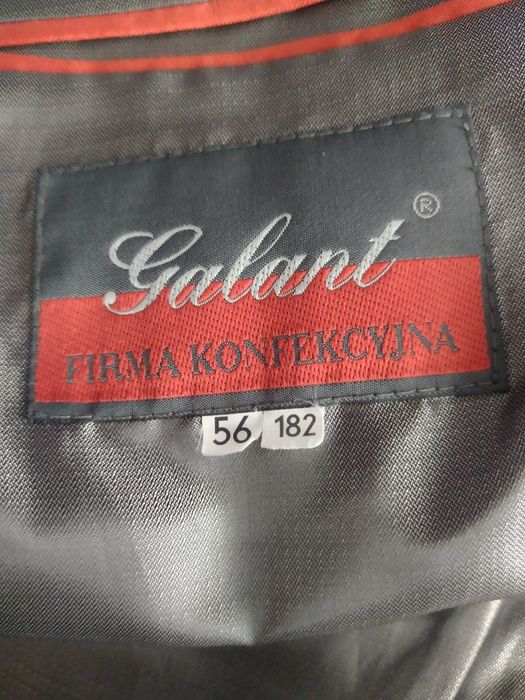 Galant ®
FIRMA KONFEKCYJNA
56 182